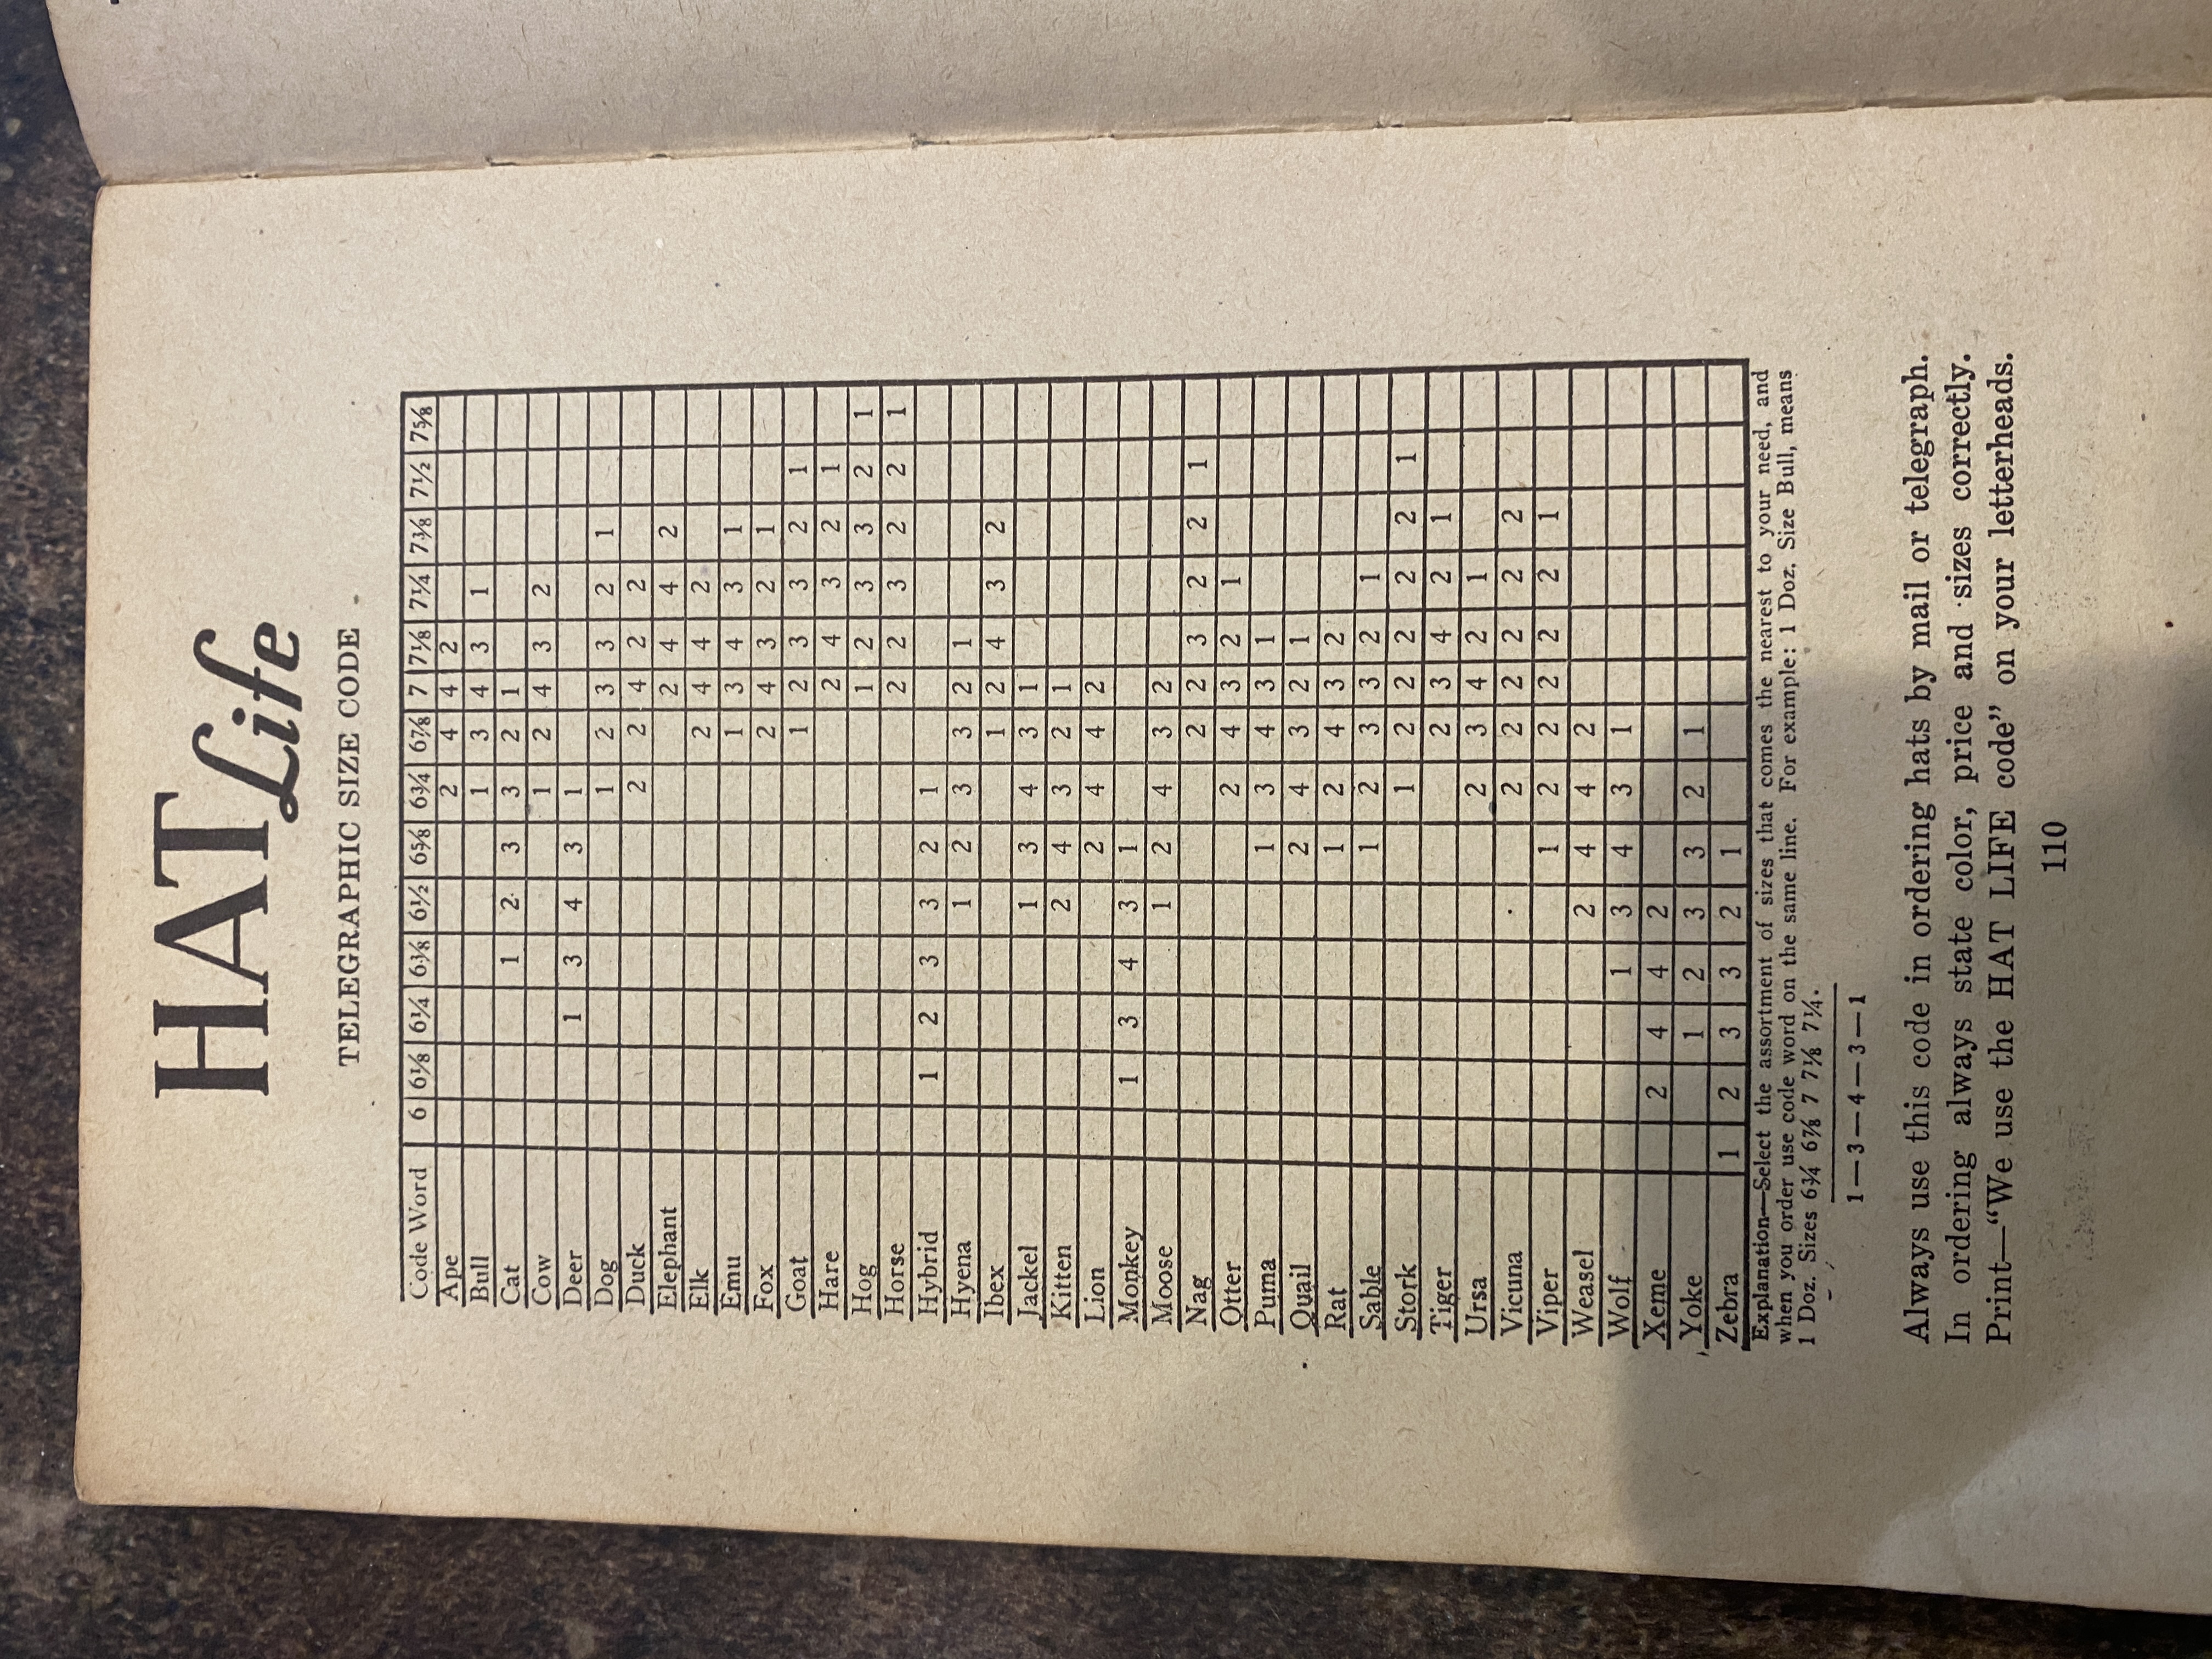 HAT Life
TELEGRAPHIC SIZE CODE
Code Word 6 6⅛ 6¼ 6⅜ 6½ 6⅝ 6¾ 6⅞ 7 7⅛ 7¼ 7⅜ 7½ 7⅝
Ape 2 4 4 2
Bull 1 3 4 3 1
Cat 1 2 3 3 2 1
Cow 1 2 4 3 2
Deer 1 3 4 3 1
Dog 1 2 3 3 2 1
Duck 2 2 4 2 2
Elephant 2 4 4 2
Elk 2 4 4 2
Emu 1 3 4 3 1
Fox 2 4 3 2 1
Goat 1 2 3 3 2 1
Hare 2 4 3 2 1
Hog 1 2 3 3 2 1
Horse 2 2 3 2 2 1
Hybrid 1 2 3 3 2 1
Hyena 1 2 3 3 2 1
Ibex 1 2 4 3 2
Jackel 1 3 4 3 1
Kitten 2 4 3 2 1
Lion 2 4 4 2
Monkey 1 3 4 3 1
Moose 1 2 4 3 2
Nag 2 2 3 2 2 1
Otter 2 4 3 2 1
Puma 1 3 4 3 1
Quail 2 4 3 2 1
Rat 1 2 4 3 2
Sable 1 2 3 3 2 1
Stork 1 2 2 2 2 2 1
Tiger 2 3 4 2 1
Ursa 2 3 4 2 1
Vicuna 2 2 2 2 2 2
Viper 1 2 2 2 2 2 1
Weasel 2 4 4 2
Wolf 1 3 4 3 1
Xeme 2 4 4 2
Yoke 1 2 3 3 2 1
Zebra 1 2 3 3 2 1
Explanation—Select the assortment of sizes that comes the nearest to your need, and
when you order use code word on the same line. For example: 1 Doz. Size Bull, means
1 Doz. Sizes 6¾ 6⅞ 7 7⅛ 7¼.
1—3—4—3—1
Always use this code in ordering hats by mail or telegraph.
In ordering always state color, price and sizes correctly.
Print—"We use the HAT LIFE code" on your letterheads.
110